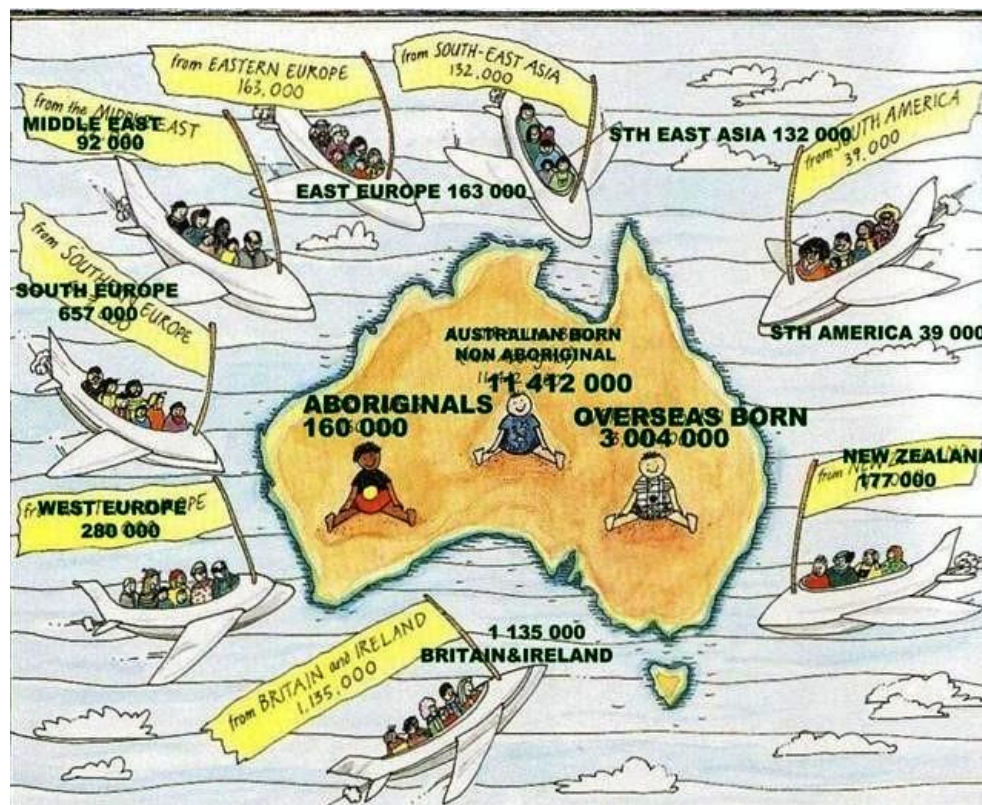 from EASTERN EUROPE
163,000
from SOUTH-EAST ASIA
132,000
from the MIDDLE EAST
MIDDLE EAST
92 000
STH EAST ASIA 132 000
from SOUTH AMERICA
39,000
EAST EUROPE 163 000
from SOUTHERN EUROPE
SOUTH EUROPE
657 000
STH AMERICA 39 000
AUSTRALIAN BORN
NON ABORIGINAL
11 412 000
ABORIGINALS
160 000
OVERSEAS BORN
3 004 000
from NEW ZEALAND
NEW ZEALAND
177 000
WEST EUROPE
280 000
1 135 000
BRITAIN&IRELAND
from BRITAIN and IRELAND
1,135,000